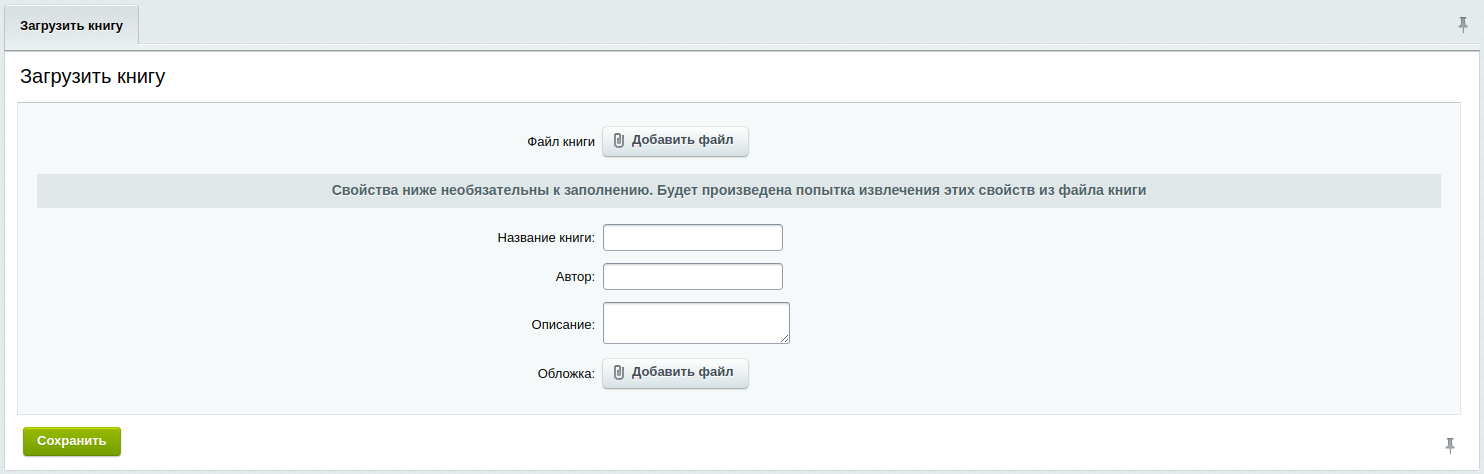 Загрузить книгу
Загрузить книгу
Файл книги Добавить файл
Свойства ниже необязательны к заполнению. Будет произведена попытка извлечения этих свойств из файла книги
Название книги:
Автор:
Описание:
Обложка: Добавить файл
Сохранить